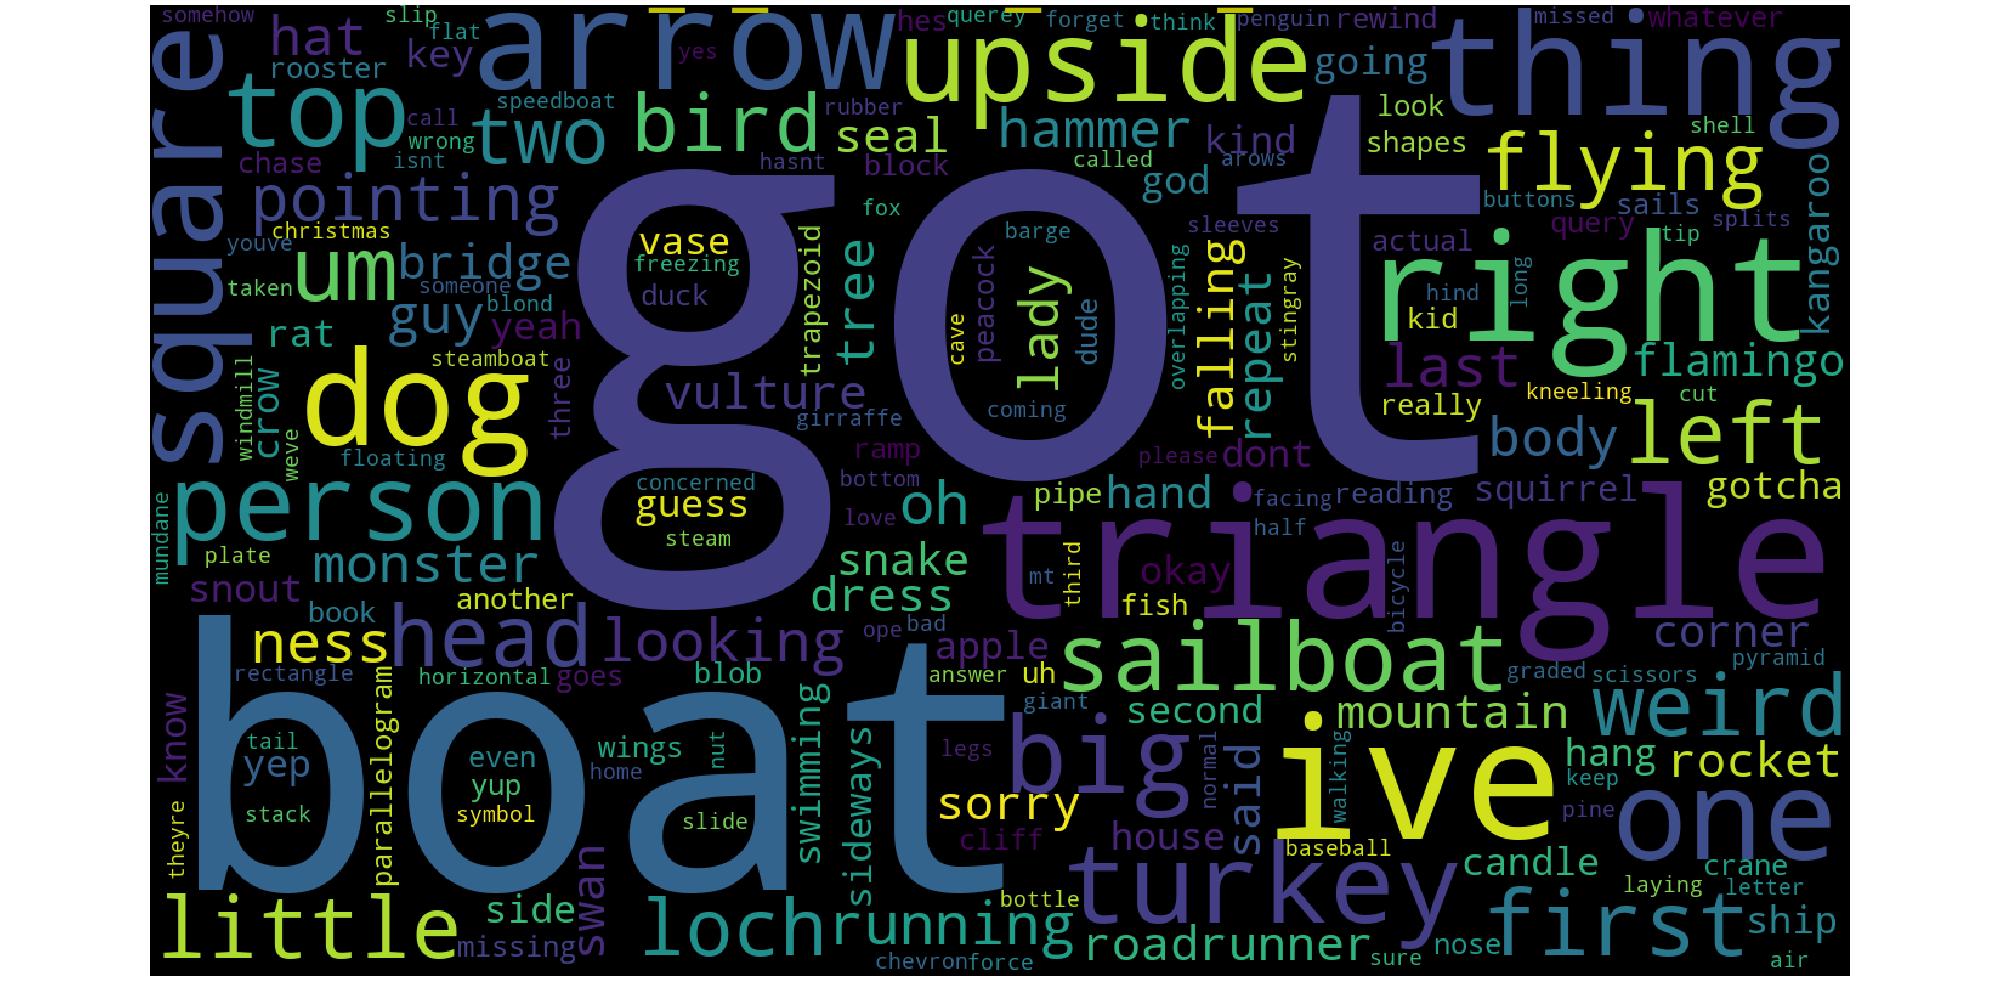 somehow
slip
hes
querey
forget
think
penguin
rewind
missed
whatever
square
hat
flat
key
arrow
yes
upside
going
thing
rooster
top
call
wrong
speedboat
two
bird
rubber
seal
hammer
kind
look
shapes
shell
flying
chase
isnt
hasnt
block
called
arows
god
kangaroo
pointing
fox
buttons
sails
christmas
youve
um
bridge
vase
freezing
trapezoid
tree
got
peacock
barge
lady
sleeves
query
splits
tip
actual
right
taken
someone
guy
blond
duck
cave
dude
overlapping
falling
repeat
stingray
hind
long
kid
rat
yeah
steamboat
windmill
crow
dog
three
vulture
girraffe
coming
last
flamingo
kneeling
cut
really
weve
floating
ramp
please
dont
body
left
concerned
bottom
person
guess
oh
pipe
hand
facing
reading
squirrel
gotcha
mundane
love
half
triangle
steam
plate
monster
snake
mt
third
okay
bicycle
snout
another
dress
fish
book
ness
head
looking
ope
bad
apple
sailboat
corner
pyramid
rectangle
parallelogram
horizontal
goes
blob
answer
uh
graded
scissors
weird
know
giant
second
mountain
boat
tail
yep
even
wings
nut
swimming
sideways
legs
big
normal
said
walking
ive
hang
rocket
keep
home
yup
stack
symbol
slide
sorry
pine
one
theyre
cliff
house
baseball
candle
crane
swan
turkey
laying
letter
little
side
bottle
first
ship
missing
loch
running
roadrunner
nose
chevron
force
sure
air